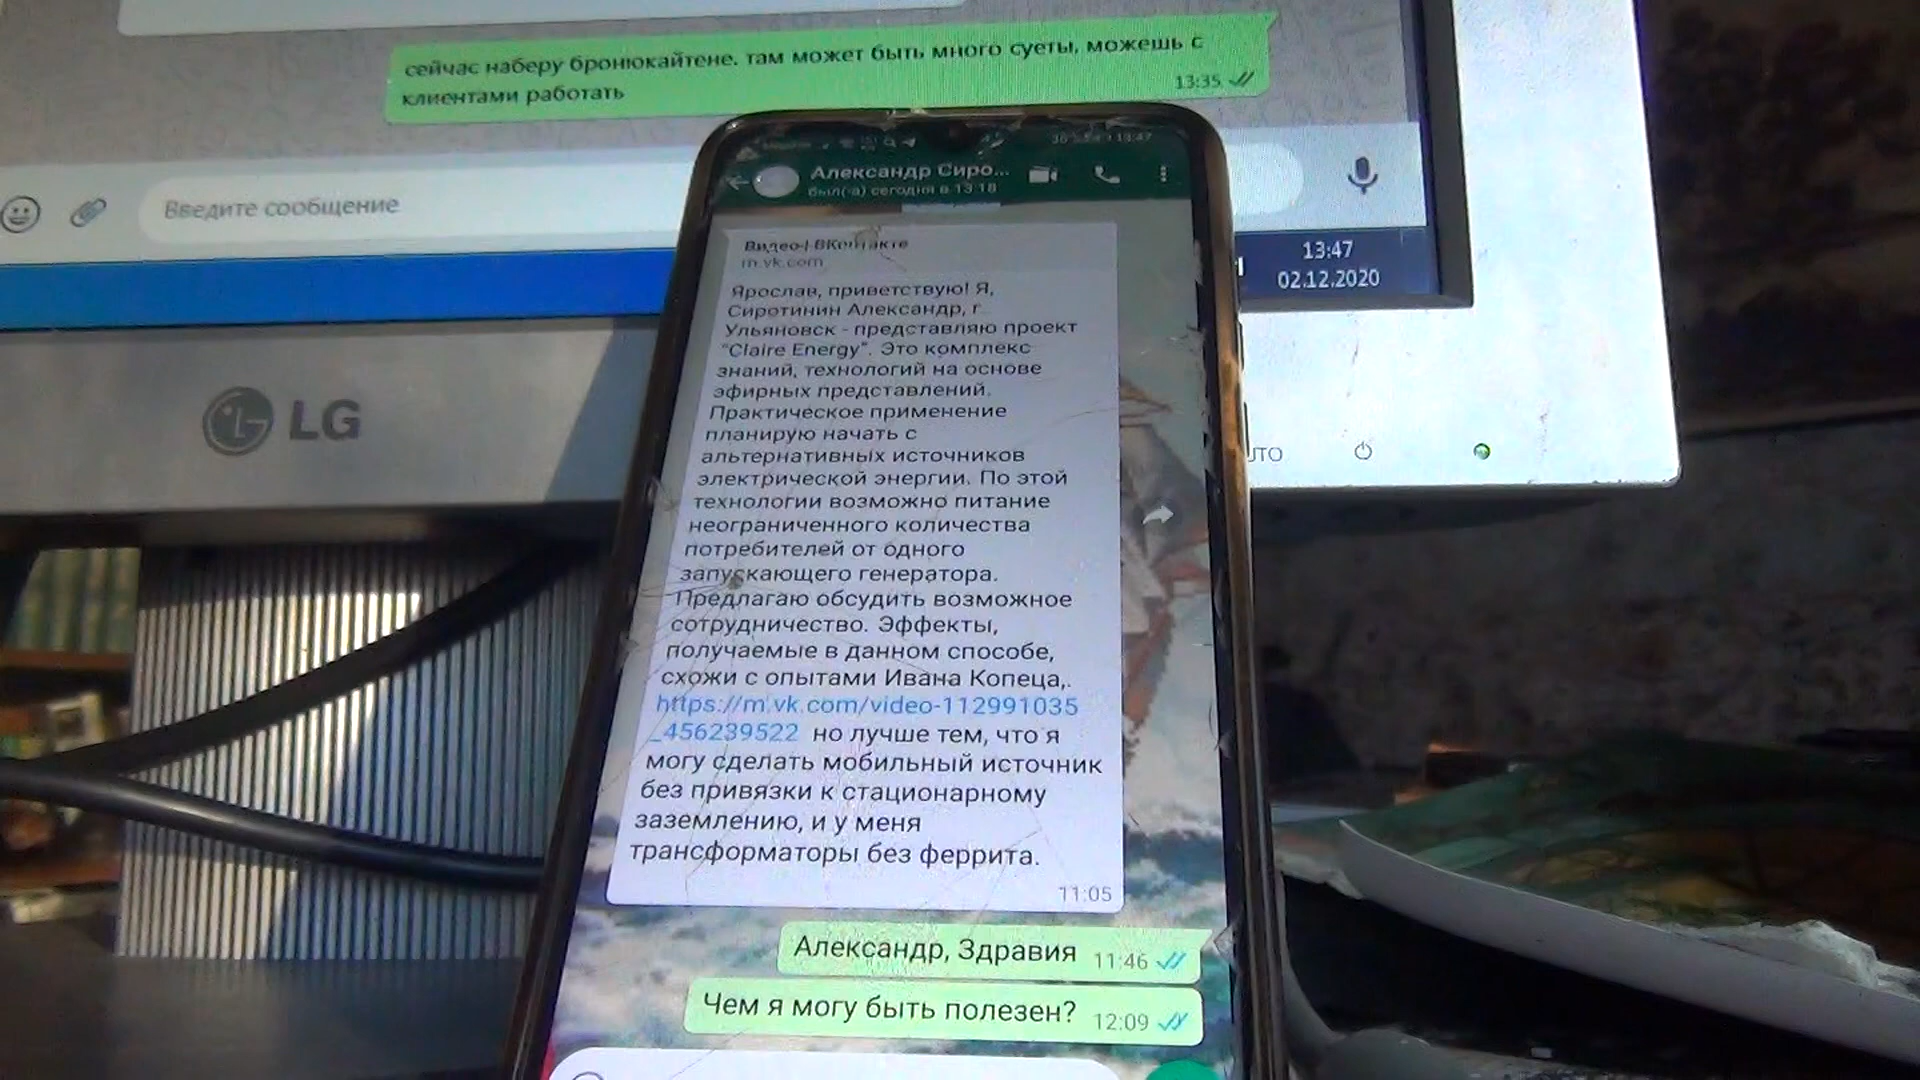 сейчас наберу бронюкайтене. там может быть много суеты, можешь с
клиентами работать
13:35
Введите сообщение
13:47
02.12.2020
LG
Александр Сиро...
был(-а) сегодня в 13:18
Видео | ВКонтакте
m.vk.com
Ярослав, приветствую! Я,
Сиротинин Александр, г.
Ульяновск - представляю проект
"Claire Energy". Это комплекс
знаний, технологий на основе
эфирных представлений.
Практическое применение
планирую начать с
альтернативных источников
электрической энергии. По этой
технологии возможно питание
неограниченного количества
потребителей от одного
запускающего генератора.
Предлагаю обсудить возможное
сотрудничество. Эффекты,
получаемые в данном способе,
схожи с опытами Ивана Копеца,.
https://m.vk.com/video-112991035
_456239522 но лучше тем, что я
могу сделать мобильный источник
без привязки к стационарному
заземлению, и у меня
трансформаторы без феррита.
11:05
Александр, Здравия 11:46
Чем я могу быть полезен? 12:09